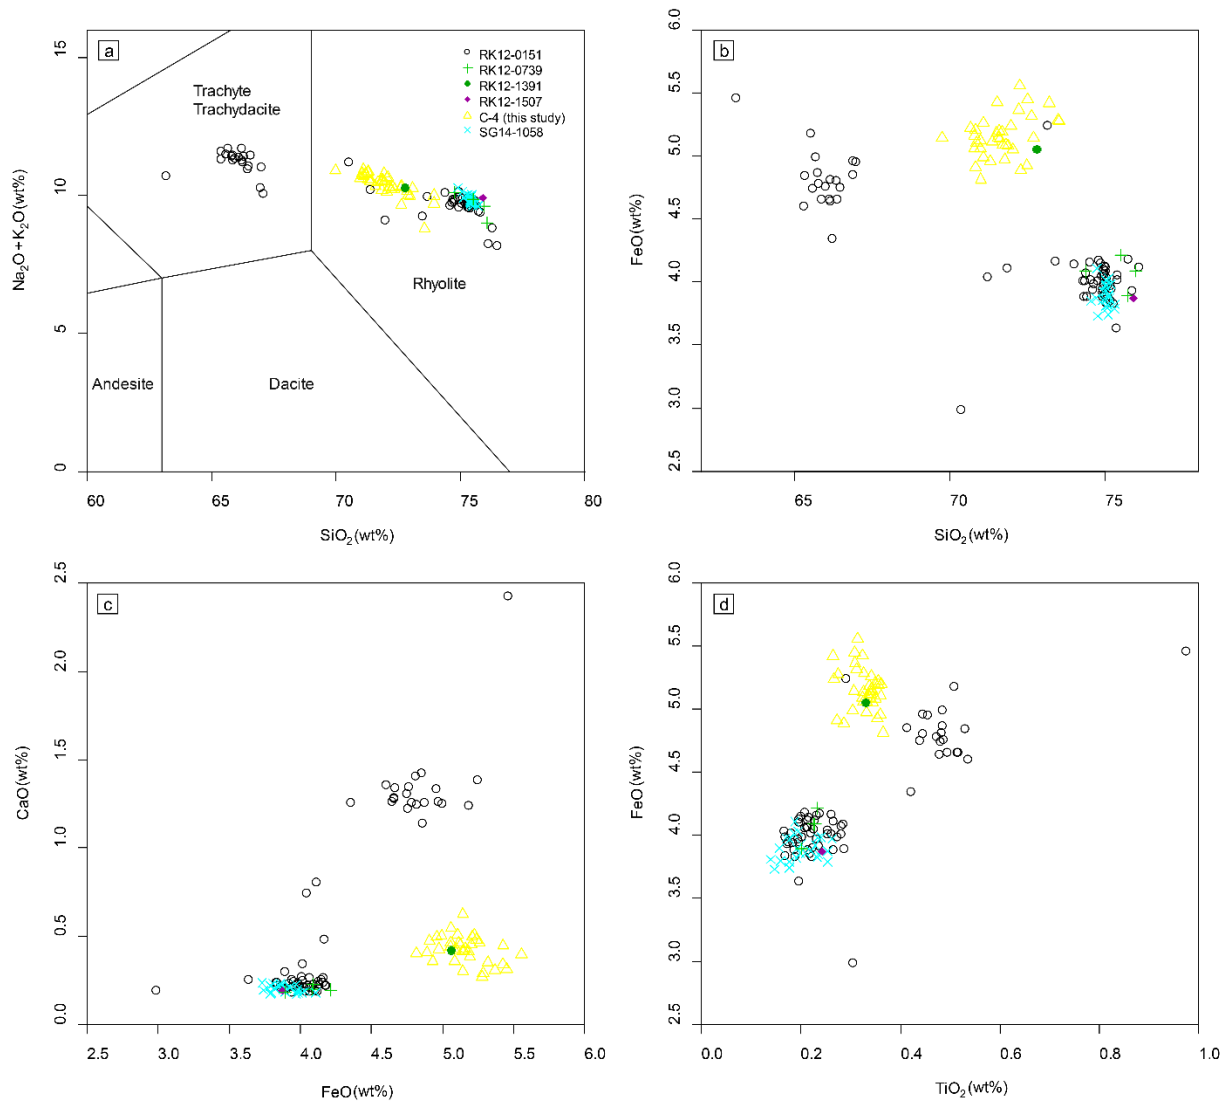 a
15
10
5
0
Na₂O+K₂O(wt%)
Trachyte
Trachydacite
Rhyolite
Andesite
Dacite
RK12-0151
RK12-0739
RK12-1391
RK12-1507
C-4 (this study)
SG14-1058
60 65 70 75 80
SiO₂(wt%)
b
6.0
5.5
5.0
4.5
4.0
3.5
3.0
2.5
FeO(wt%)
65 70 75
SiO₂(wt%)
c
2.5
2.0
1.5
1.0
0.5
0.0
CaO(wt%)
2.5 3.0 3.5 4.0 4.5 5.0 5.5 6.0
FeO(wt%)
d
6.0
5.5
5.0
4.5
4.0
3.5
3.0
2.5
FeO(wt%)
0.0 0.2 0.4 0.6 0.8 1.0
TiO₂(wt%)